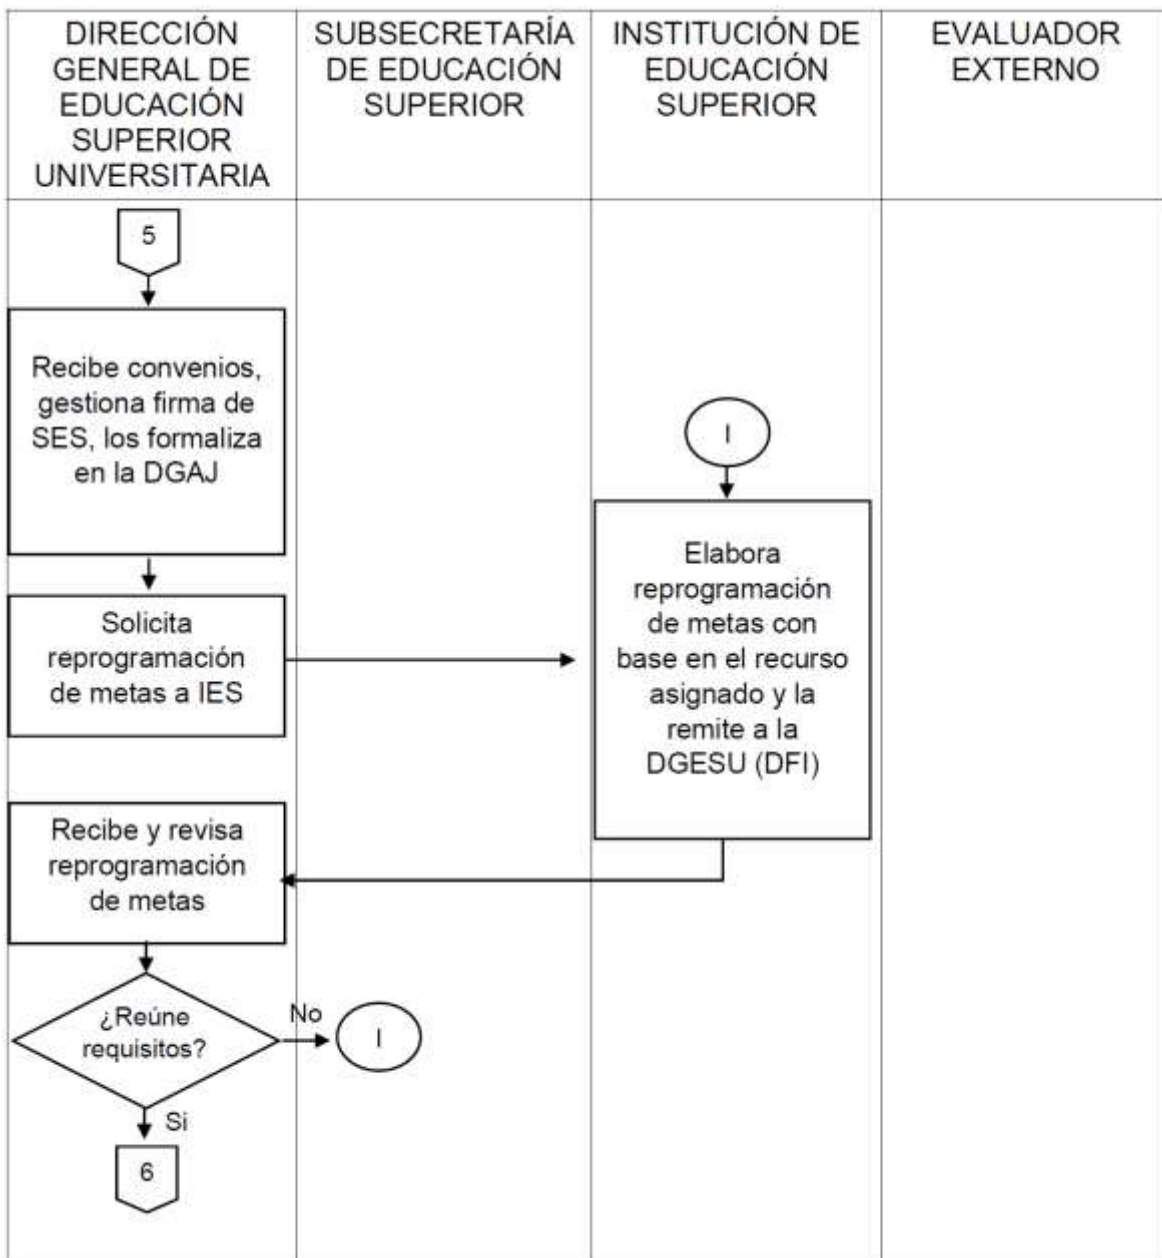 DIRECCIÓN
GENERAL DE
EDUCACIÓN
SUPERIOR
UNIVERSITARIA
SUBSECRETARÍA
DE EDUCACIÓN
SUPERIOR
INSTITUCIÓN DE
EDUCACIÓN
SUPERIOR
EVALUADOR
EXTERNO
5
Recibe convenios,
gestiona firma de
SES, los formaliza
en la DGAJ
Solicita
reprogramación
de metas a IES
I
Elabora
reprogramación
de metas con
base en el recurso
asignado y la
remite a la
DGESU (DFI)
Recibe y revisa
reprogramación
de metas
¿Reúne
requisitos?
No
I
Si
6